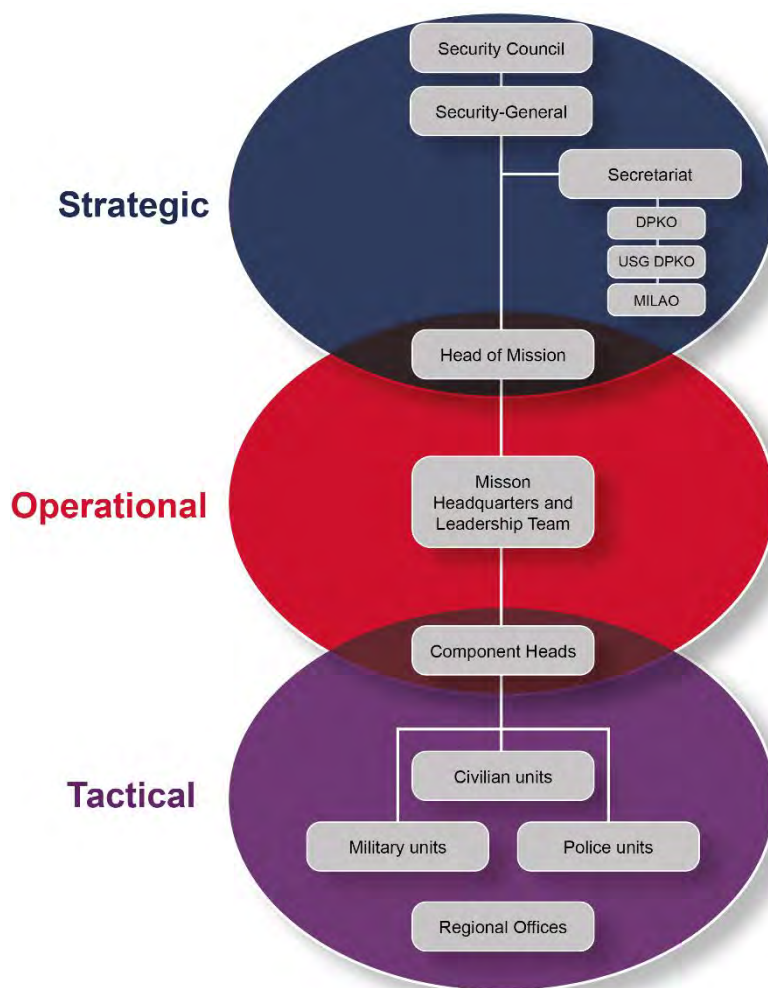 Security Council
Security-General
Secretariat
Strategic
DPKO
USG DPKO
MILAO
Head of Mission
Misson
Headquarters and
Leadership Team
Operational
Component Heads
Civilian units
Tactical
Military units
Police units
Regional Offices